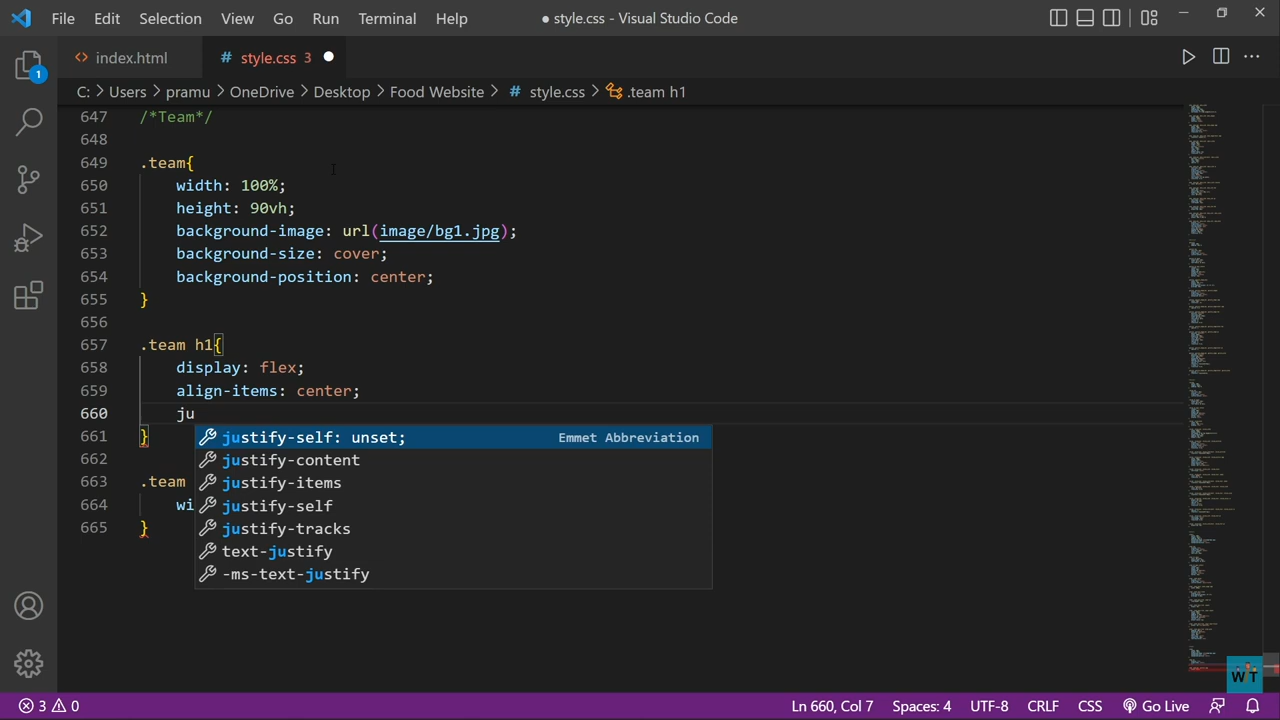 File Edit Selection View Go Run Terminal Help ● style.css - Visual Studio Code
<> index.html # style.css 3 ●
C: > Users > pramu > OneDrive > Desktop > Food Website > # style.css > .team h1
1
647 /*Team*/
648
649 .team{
650 width: 100%;
651 height: 90vh;
652 background-image: url(image/bg1.jpg);
653 background-size: cover;
654 background-position: center;
655 }
656
657 .team h1{
658 display: flex;
659 align-items: center;
660 ju
661 }
justify-self: unset; Emmet Abbreviation
662
justify-content
justify-items
663 .team
664 wi
justify-self
665 }
justify-tracks
text-justify
-ms-text-justify
WT
3 0 Ln 660, Col 7 Spaces: 4 UTF-8 CRLF CSS Go Live